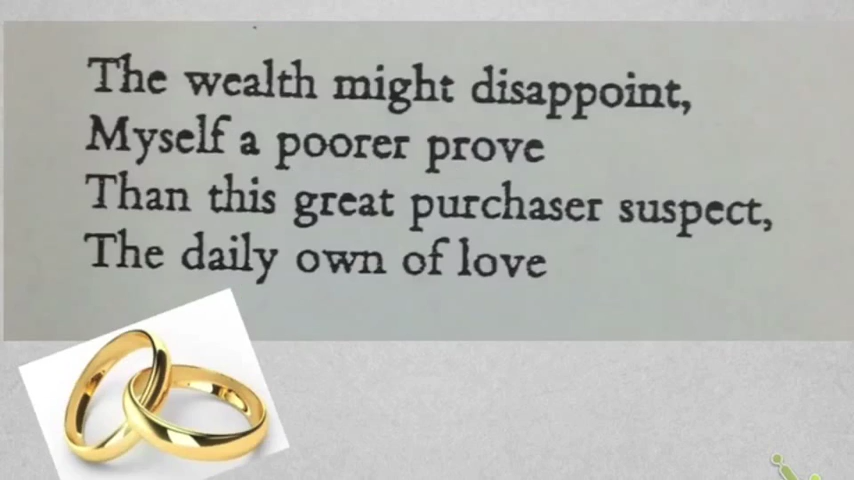 The wealth might disappoint,
Myself a poorer prove
Than this great purchaser suspect,
The daily own of love